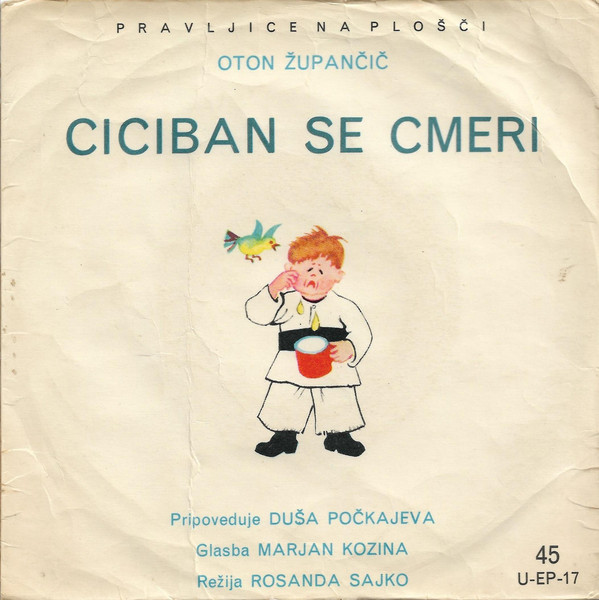 PRAVLJICE NA PLOŠČI
OTON ŽUPANČIČ
CICIBAN SE CMERI
Pripoveduje DUŠA POČKAJEVA
Glasba MARJAN KOZINA
Režija ROSANDA SAJKO
45
U-EP-17